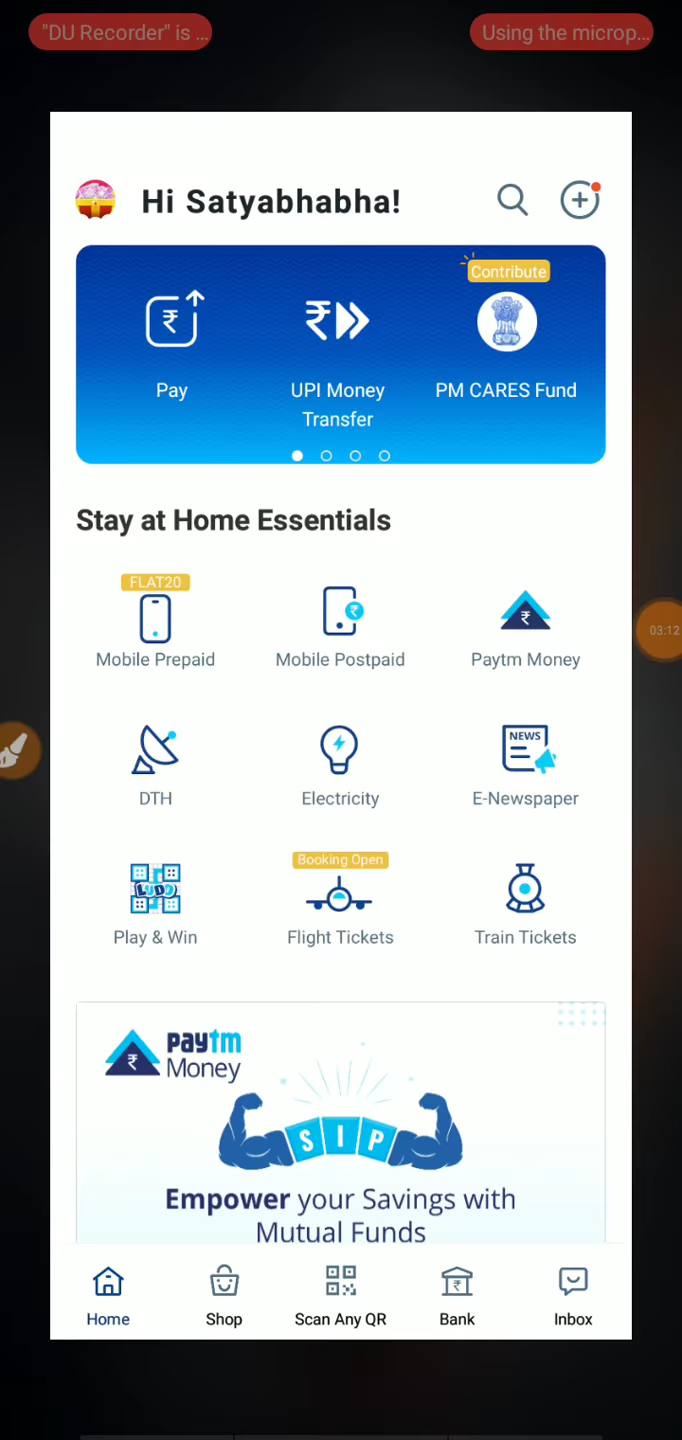 "DU Recorder" is ...
Using the microp...
Hi Satyabhabha!
Contribute
Pay
UPI Money
Transfer
PM CARES Fund
Stay at Home Essentials
FLAT20
Mobile Prepaid
Mobile Postpaid
Paytm Money
03:12
NEWS
DTH
Electricity
E-Newspaper
LUDO
Booking Open
Play & Win
Flight Tickets
Train Tickets
paytm
Money
SIP
Empower your Savings with
Mutual Funds
Home
Shop
Scan Any QR
Bank
Inbox